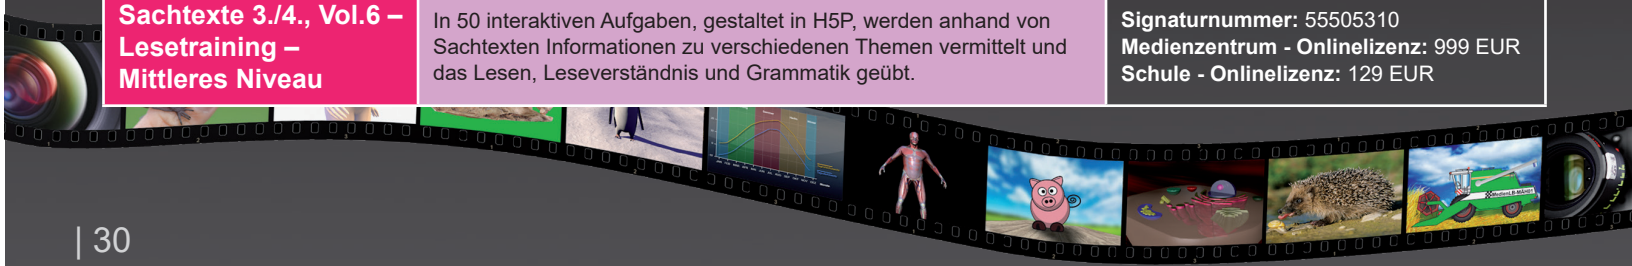 Sachtexte 3./4., Vol.6 –
Lesetraining –
Mittleres Niveau
In 50 interaktiven Aufgaben, gestaltet in H5P, werden anhand von
Sachtexten Informationen zu verschiedenen Themen vermittelt und
das Lesen, Leseverständnis und Grammatik geübt.
Signaturnummer: 55505310
Medienzentrum - Onlinelizenz: 999 EUR
Schule - Onlinelizenz: 129 EUR
MedienLB-MÄH01
| 30